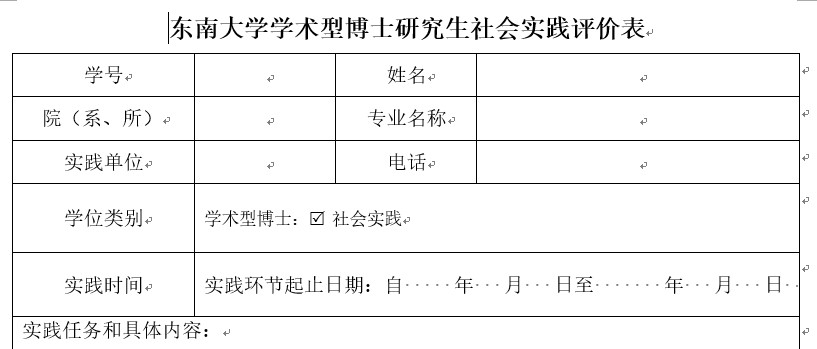 东南大学学术型博士研究生社会实践评价表
学号 姓名
院（系、所） 专业名称
实践单位 电话
学位类别 学术型博士：☑ 社会实践
实践时间 实践环节起止日期：自 年 月 日至 年 月 日
实践任务和具体内容：